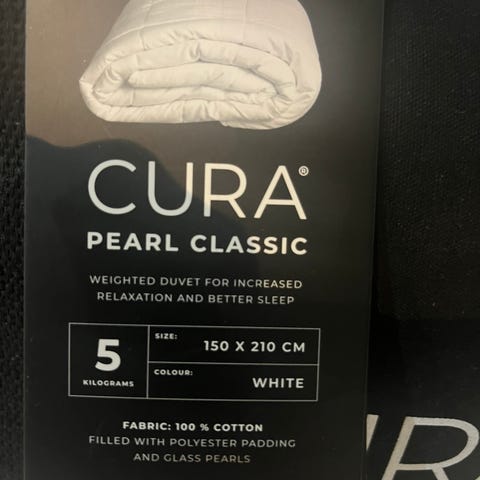 CURA®
PEARL CLASSIC
WEIGHTED DUVET FOR INCREASED
RELAXATION AND BETTER SLEEP
5
KILOGRAMS
SIZE:
150 X 210 CM
COLOUR:
WHITE
FABRIC: 100 % COTTON
FILLED WITH POLYESTER PADDING
AND GLASS PEARLS